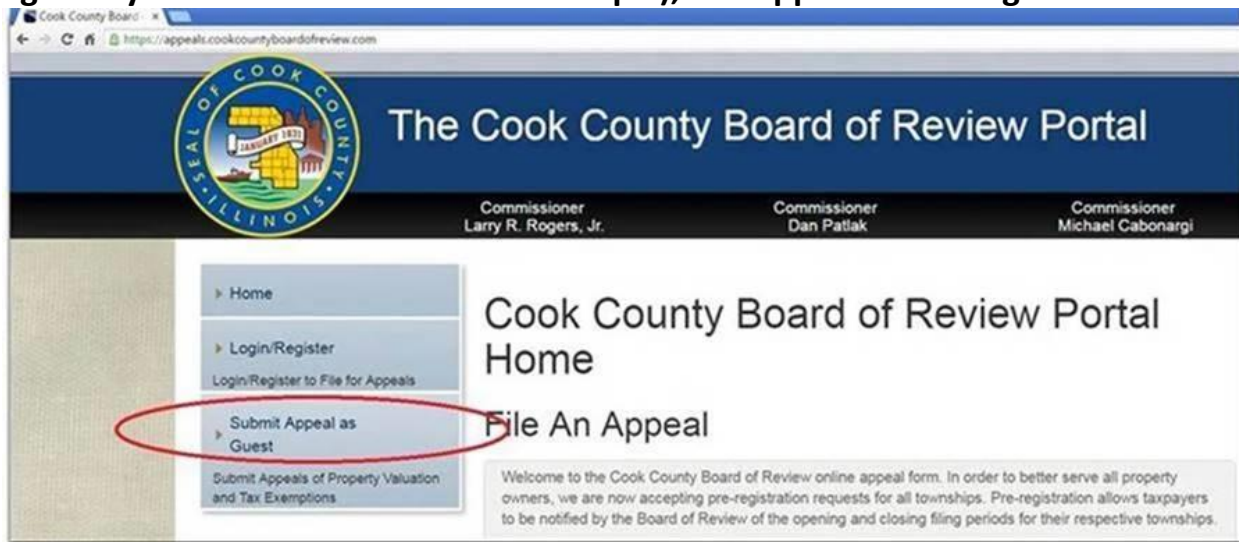 Cook County Board
https://appeals.cookcountyboardofreview.com
SEAL OF COOK COUNTY
JANUARY 1831
ILLINOIS
The Cook County Board of Review Portal
Commissioner
Larry R. Rogers, Jr.
Commissioner
Dan Patlak
Commissioner
Michael Cabonargi
Home
Login/Register
Login/Register to File for Appeals
Submit Appeal as
Guest
Submit Appeals of Property Valuation
and Tax Exemptions
Cook County Board of Review Portal
Home
File An Appeal
Welcome to the Cook County Board of Review online appeal form. In order to better serve all property
owners, we are now accepting pre-registration requests for all townships. Pre-registration allows taxpayers
to be notified by the Board of Review of the opening and closing filing periods for their respective townships.